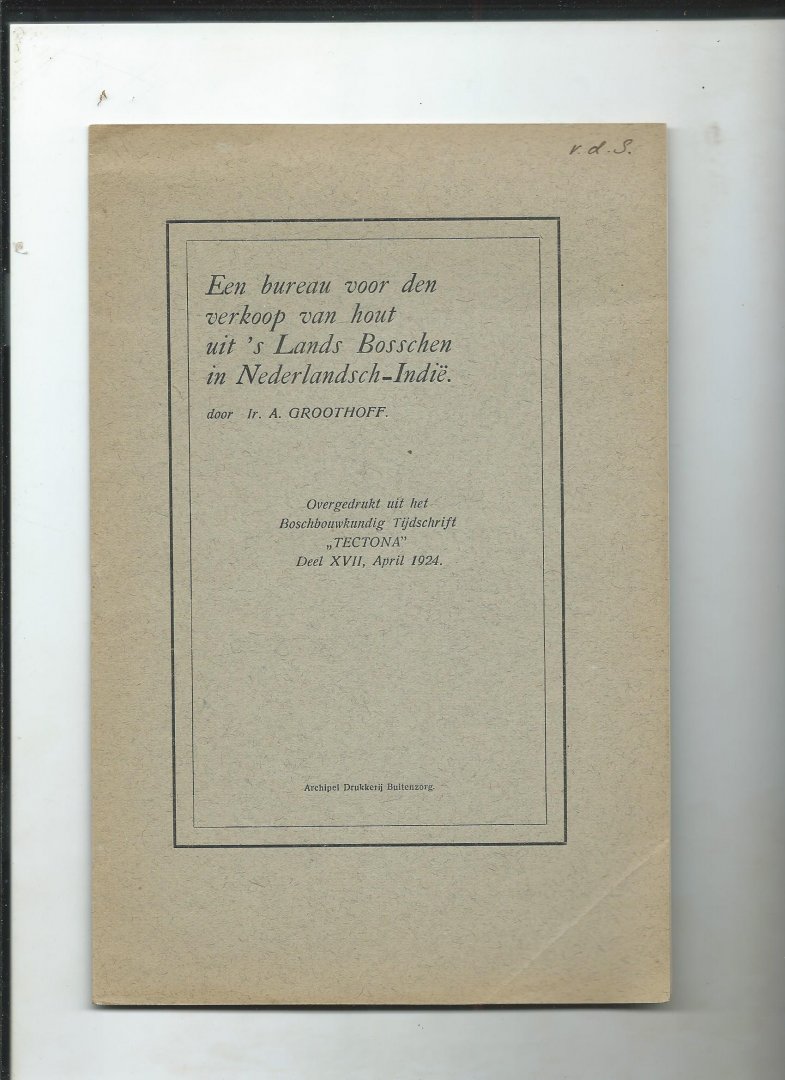 v.d.S.
Een bureau voor den
verkoop van hout
uit 's Lands Bosschen
in Nederlandsch-Indië.
door Ir. A. GROOTHOFF.
Overgedrukt uit het
Boschbouwkundig Tijdschrift
„TECTONA”
Deel XVII, April 1924.
Archipel Drukkerij Buitenzorg.